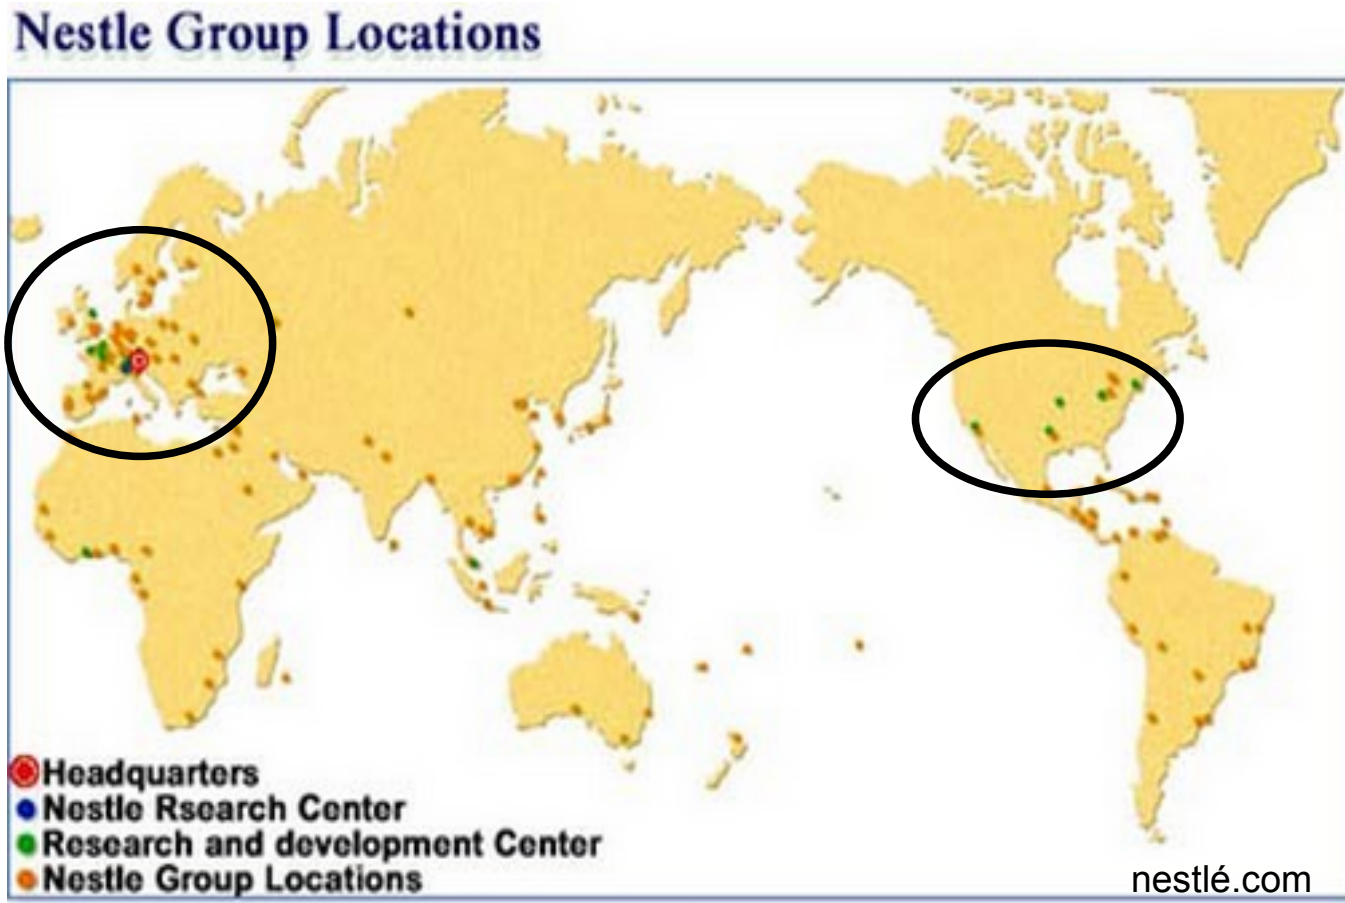 Nestle Group Locations
Headquarters
Nestle Rsearch Center
Research and development Center
Nestle Group Locations
nestlé.com